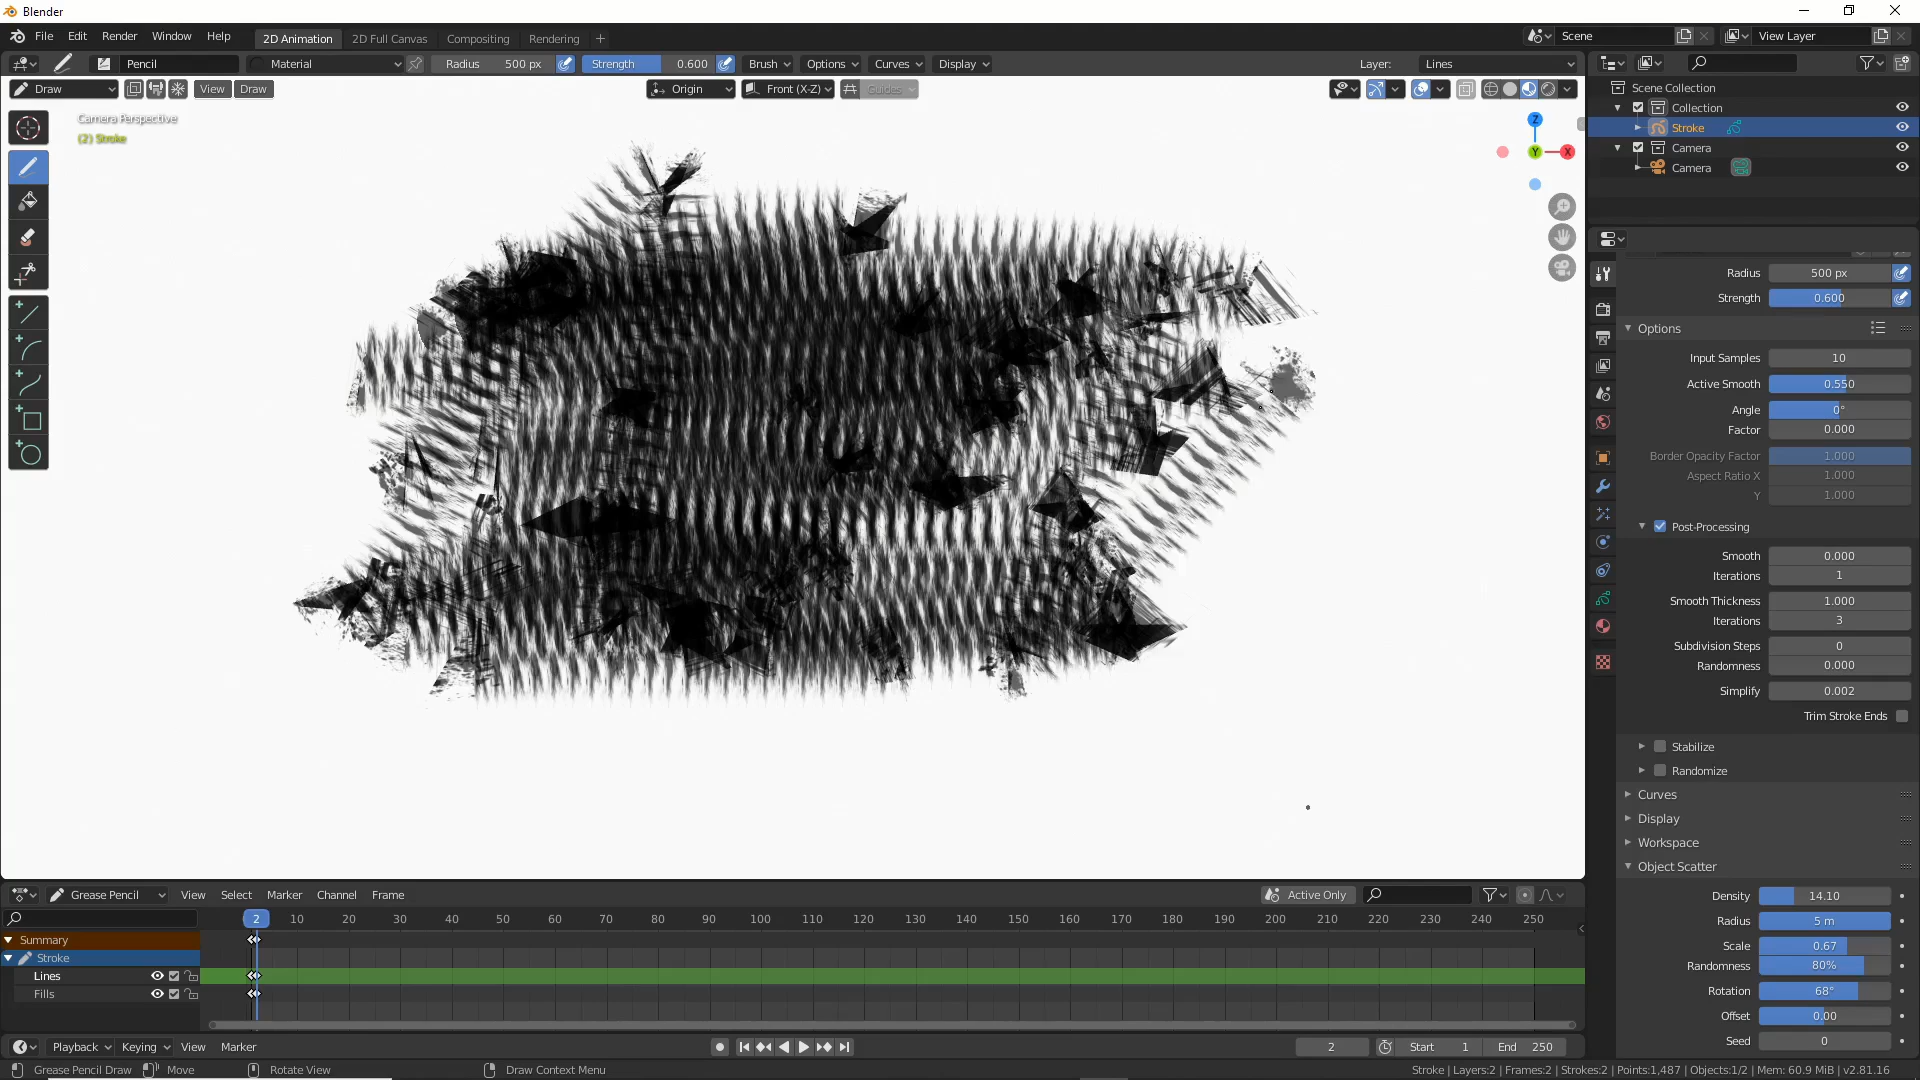 Blender
File Edit Render Window Help 2D Animation 2D Full Canvas Compositing Rendering + Scene View Layer
Pencil Material Radius 500 px Strength 0.600 Brush Options Curves Display Layer: Lines
Draw View Draw Origin Front (X-Z) Guides
Scene Collection
Collection
Stroke
Camera
Camera
Camera Perspective
(2) Stroke
Z
Y
X
Radius 500 px
Strength 0.600
Options
Input Samples 10
Active Smooth 0.550
Angle 0°
Factor 0.000
Border Opacity Factor 1.000
Aspect Ratio X 1.000
Y 1.000
Post-Processing
Smooth 0.000
Iterations 1
Smooth Thickness 1.000
Iterations 3
Subdivision Steps 0
Randomness 0.000
Simplify 0.002
Trim Stroke Ends
Stabilize
Randomize
Curves
Display
Workspace
Object Scatter
Density 14.10
Radius 5 m
Scale 0.67
Randomness 80%
Rotation 68°
Offset 0.00
Seed 0
Grease Pencil View Select Marker Channel Frame Active Only
2 10 20 30 40 50 60 70 80 90 100 110 120 130 140 150 160 170 180 190 200 210 220 230 240 250
Summary
Stroke
Lines
Fills
Playback Keying View Marker 2 Start 1 End 250
Grease Pencil Draw Move Rotate View Draw Context Menu Stroke | Layers:2 | Frames:2 | Strokes:2 | Points:1,487 | Objects:1/2 | Mem: 60.9 MiB | v2.81.16